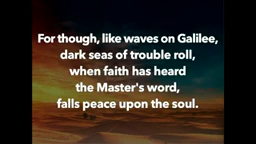 For though, like waves on Galilee,
dark seas of trouble roll,
when faith has heard
the Master's word,
falls peace upon the soul.